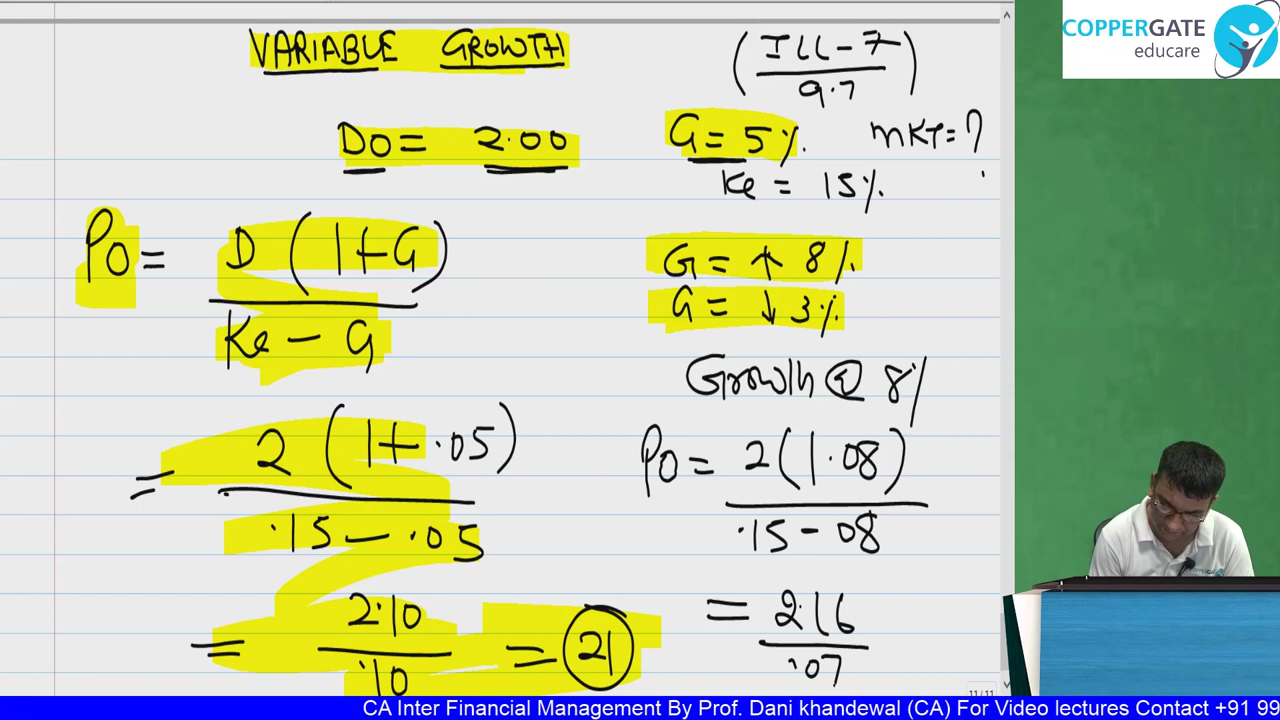 VARIABLE GROWTH
(ILL-7/9.7)
D0 = 2.00
G = 5%.
MKT = ?
Ke = 15%.
P0 = D (1+G) / Ke - G
G = ↑ 8%.
G = ↓ 3%.
Growth @ 8%
= 2 (1+.05) / .15 - .05
P0 = 2(1.08) / .15 - 08
= 2.10 / .10 = 21
= 2.16 / .07
COPPERGATE
educare
11/11
CA Inter Financial Management By Prof. Dani khandewal (CA) For Video lectures Contact +91 99